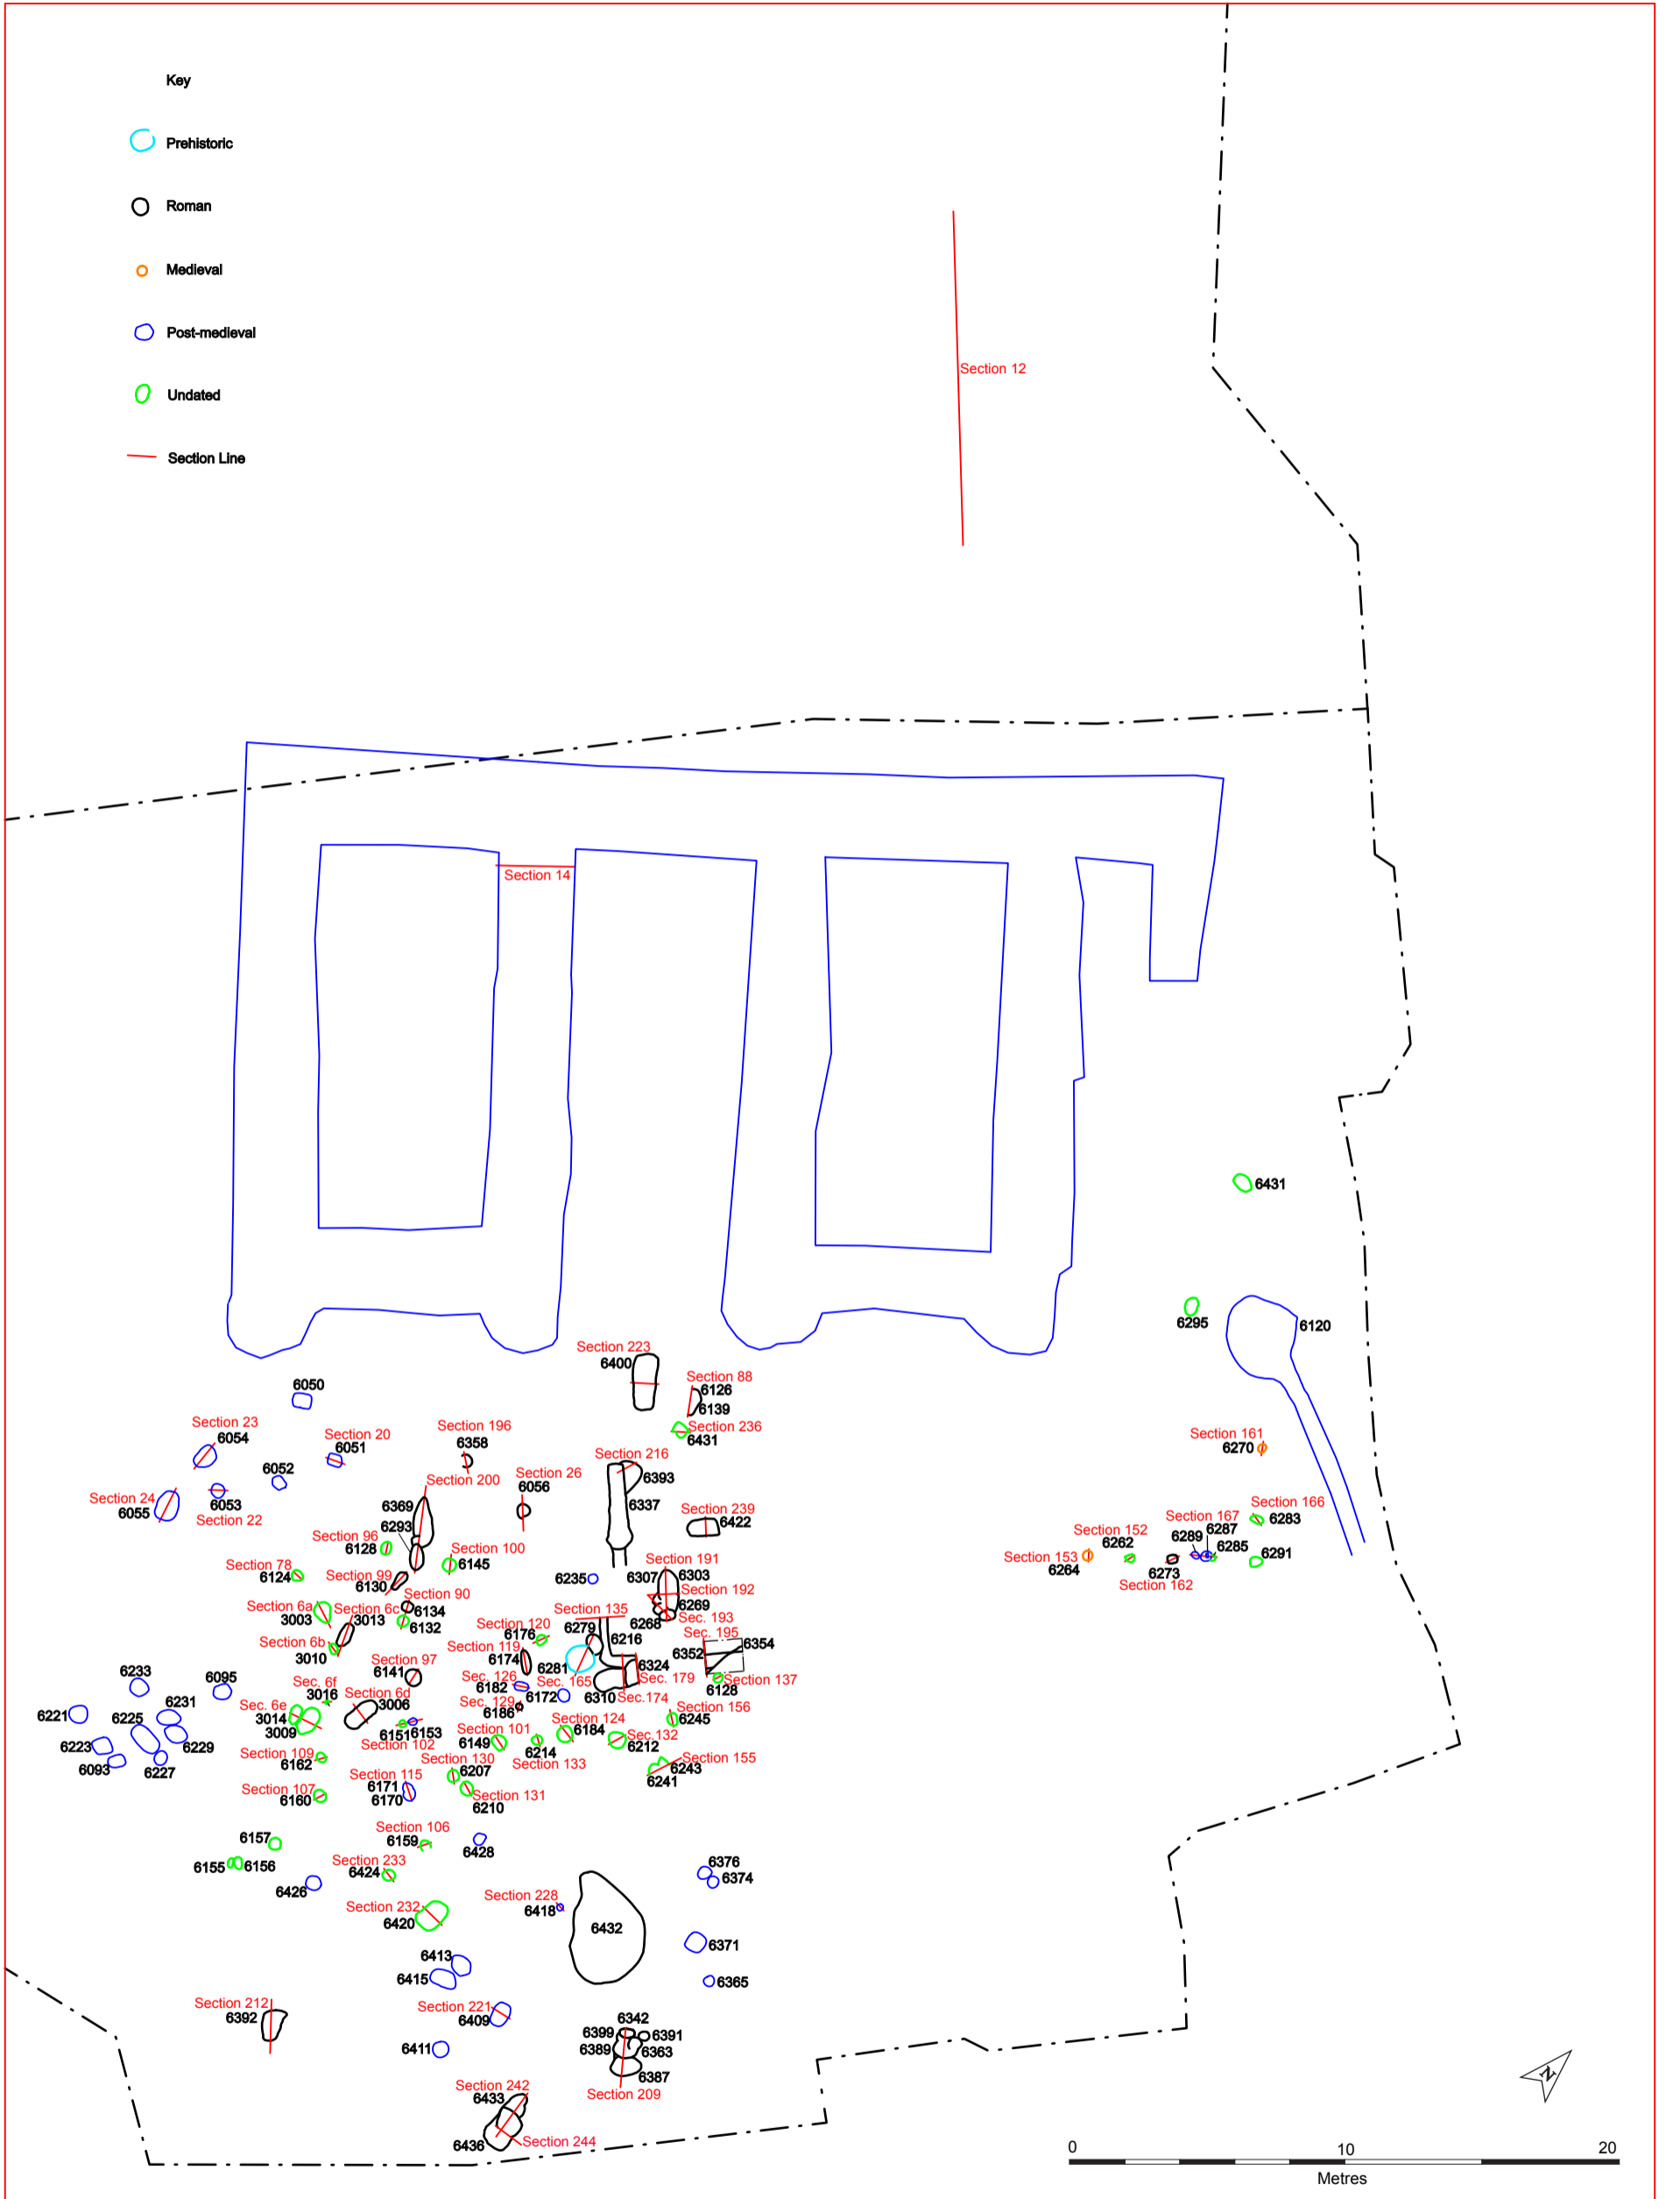 Key
Prehistoric
Roman
Medieval
Post-medieval
Undated
Section Line
Section 12
Section 14
6431
6295
6120
Section 223
6400
6050
Section 88
6126
6139
Section 23
6054
Section 20
6051
Section 196
6358
Section 236
6431
Section 161
6270
6052
Section 216
6393
Section 200
Section 26
6056
Section 24
6055
6053
Section 22
6369
6293
6337
Section 239
6422
Section 166
6283
Section 167
6287
6289
6285
6291
Section 152
6262
Section 153
6264
6273
Section 162
Section 96
6128
Section 100
6145
Section 78
6124
Section 99
6130
6235
Section 191
6307
6303
Section 192
6269
6268
Sec. 193
Section 90
6134
6132
Section 6a
3003
Section 6c
3013
Section 6b
3010
Section 135
6279
6216
Section 120
6176
Section 119
6174
6281
Sec. 195
6352
6354
6324
Sec. 179
Section 137
6128
6141
Sec. 126
6182
Sec. 165
6172
6310
Sec.174
6233
6095
Sec. 6f
3016
Section 6d
3006
Sec. 129
6186
6221
6231
6225
Sec. 6e
3014
3009
6151
6153
Section 102
Section 101
6149
6214
Section 133
Section 124
6184
Section 156
6245
Sec.132
6212
6229
6223
6093
6227
Section 109
6162
Section 130
6207
Section 155
6243
6241
Section 107
6160
Section 115
6171
6170
Section 131
6210
6157
Section 106
6159
6428
6155
6156
Section 233
6424
6426
6376
6374
Section 232
6420
Section 228
6418
6432
6371
6413
6415
6365
Section 212
6392
Section 221
6409
6411
6342
6399
6391
6389
6363
6387
Section 209
Section 242
6433
6436
Section 244
N
0
10
20
Metres